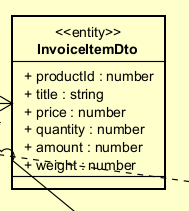 <<entity>>
InvoiceItemDto
+ productId : number
+ title : string
+ price : number
+ quantity : number
+ amount : number
+ weight : number